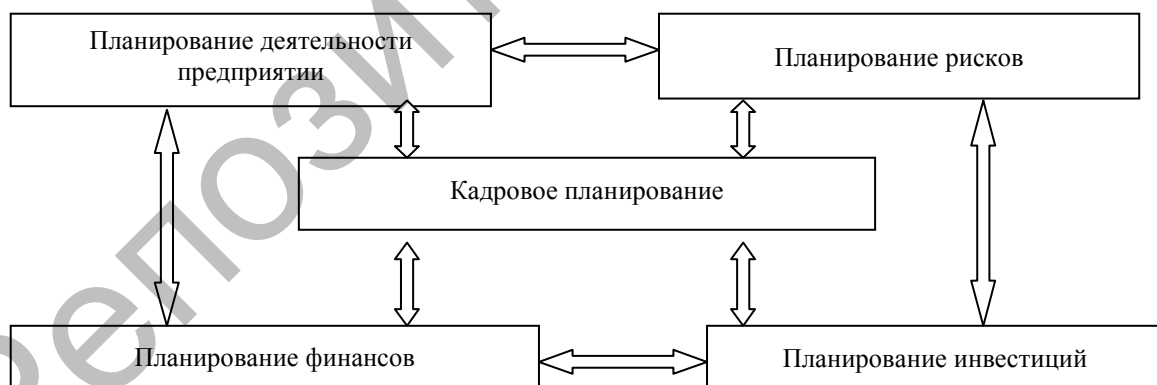 Планирование деятельности
предприятии
Планирование рисков
Кадровое планирование
Планирование финансов
Планирование инвестиций